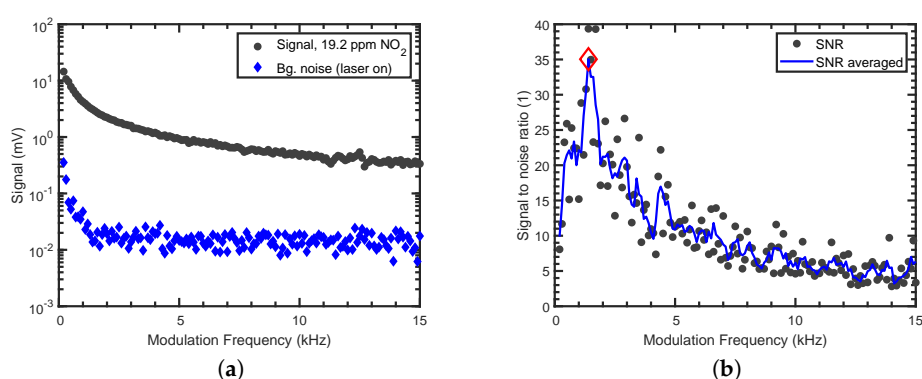 10^2
10^1
10^0
10^-1
10^-2
10^-3
Signal (mV)
0 5 10 15
Modulation Frequency (kHz)
Signal, 19.2 ppm NO_2
Bg. noise (laser on)
(a)
40
35
30
25
20
15
10
5
0
Signal to noise ratio (1)
0 5 10 15
Modulation Frequency (kHz)
SNR
SNR averaged
(b)